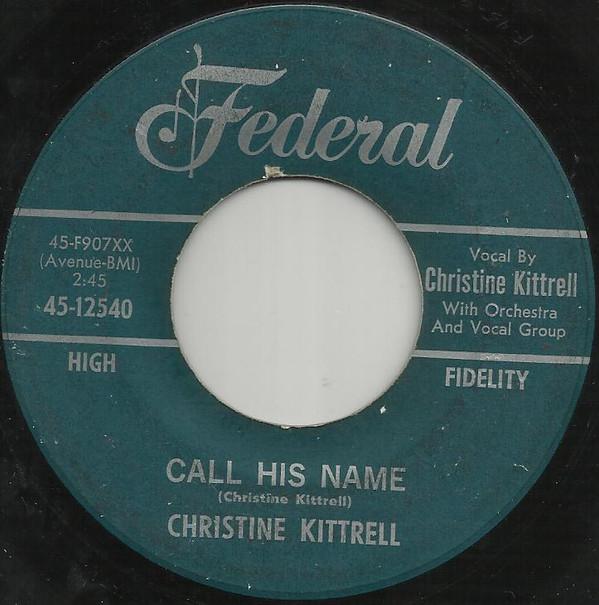 Federal
45-F907XX
(Avenue-BMI)
2:45
45-12540
HIGH
Vocal By
Christine Kittrell
With Orchestra
And Vocal Group
FIDELITY
CALL HIS NAME
(Christine Kittrell)
CHRISTINE KITTRELL